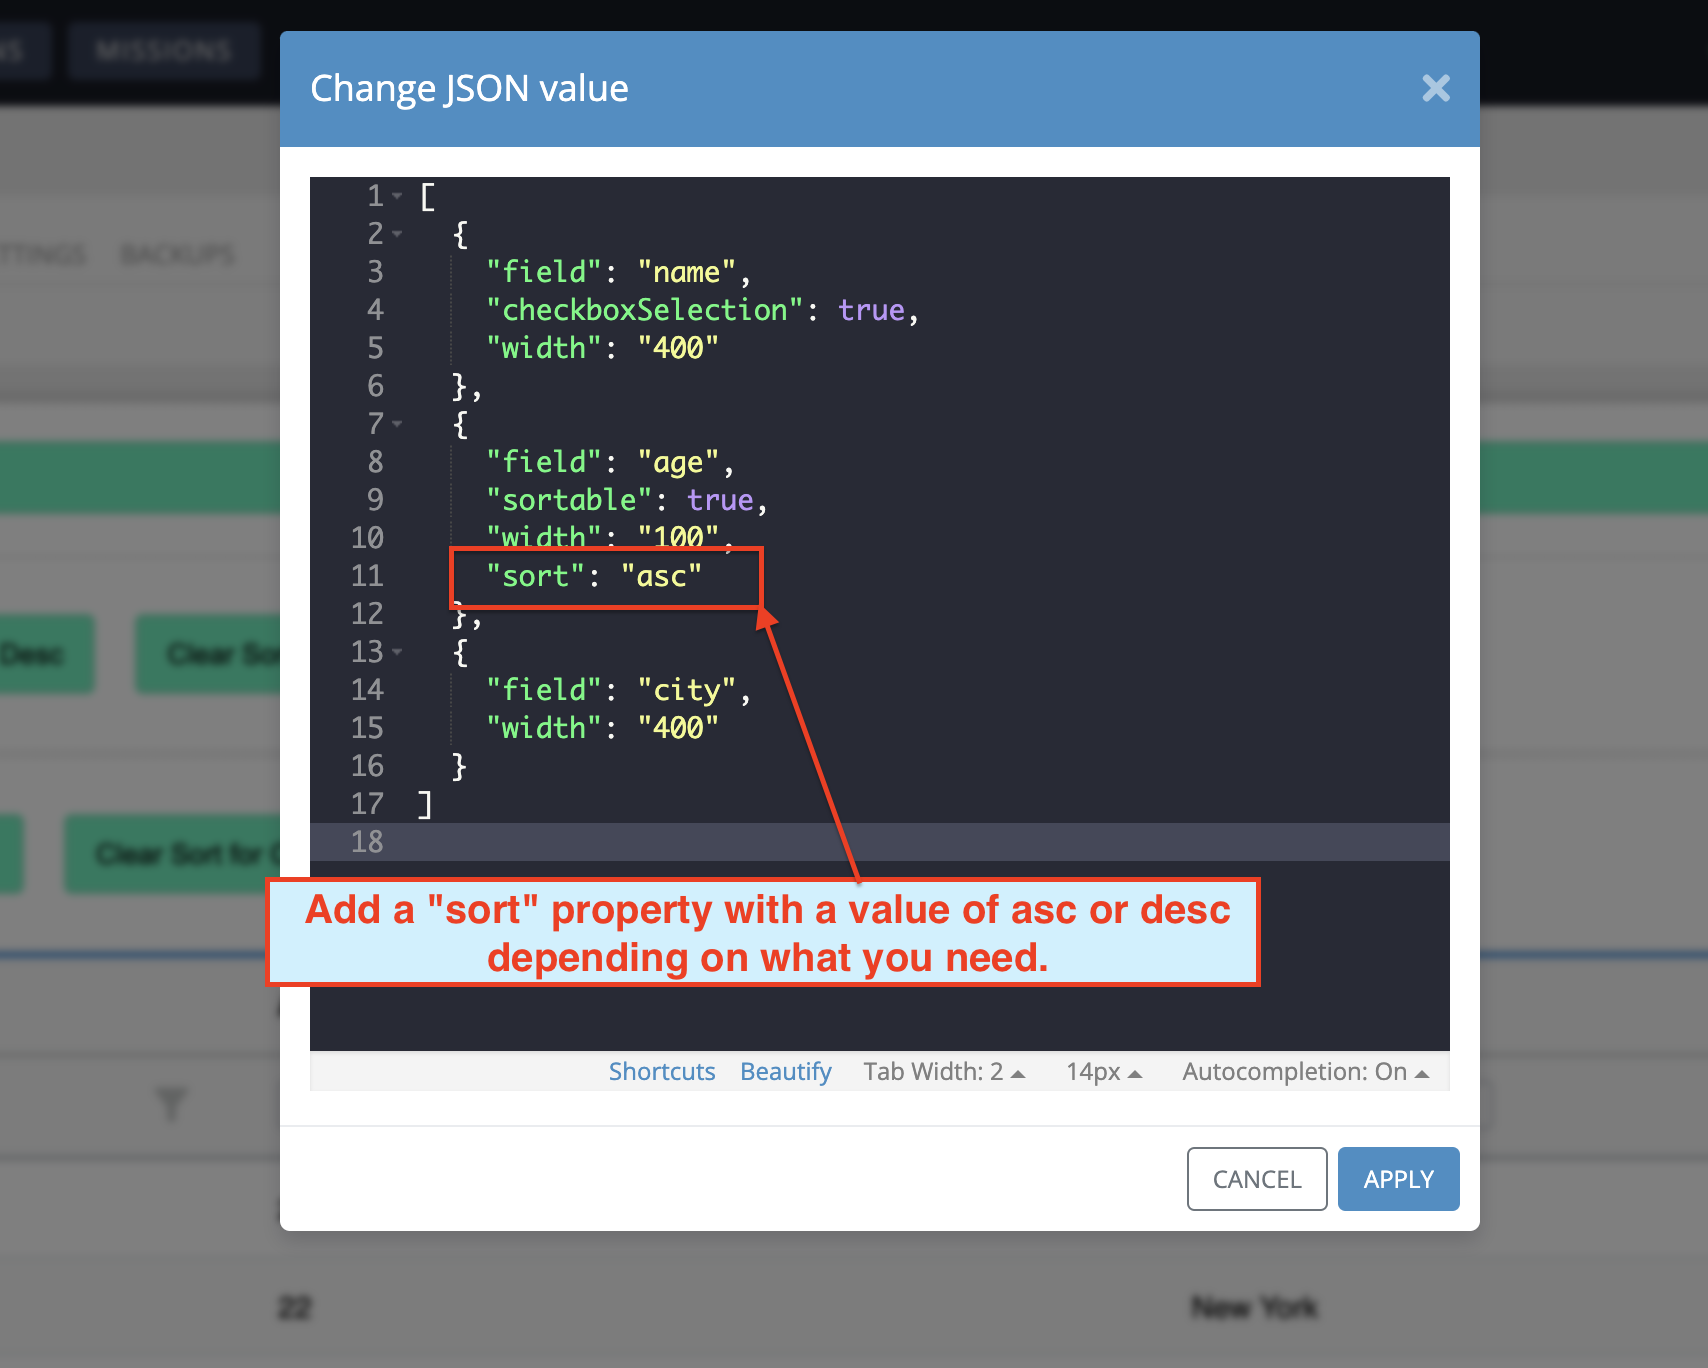 NS MISSIONS
Change JSON value
TTINGS BACKUPS
1 [
2 {
3 "field": "name",
4 "checkboxSelection": true,
5 "width": "400"
6 },
7 {
8 "field": "age",
9 "sortable": true,
10 "width": "100",
11 "sort": "asc"
12 },
13 {
14 "field": "city",
15 "width": "400"
16 }
17 ]
18
Desc Clear Sor
Clear Sort for
Add a "sort" property with a value of asc or desc
depending on what you need.
Shortcuts Beautify Tab Width: 2 14px Autocompletion: On
CANCEL APPLY
22 New York